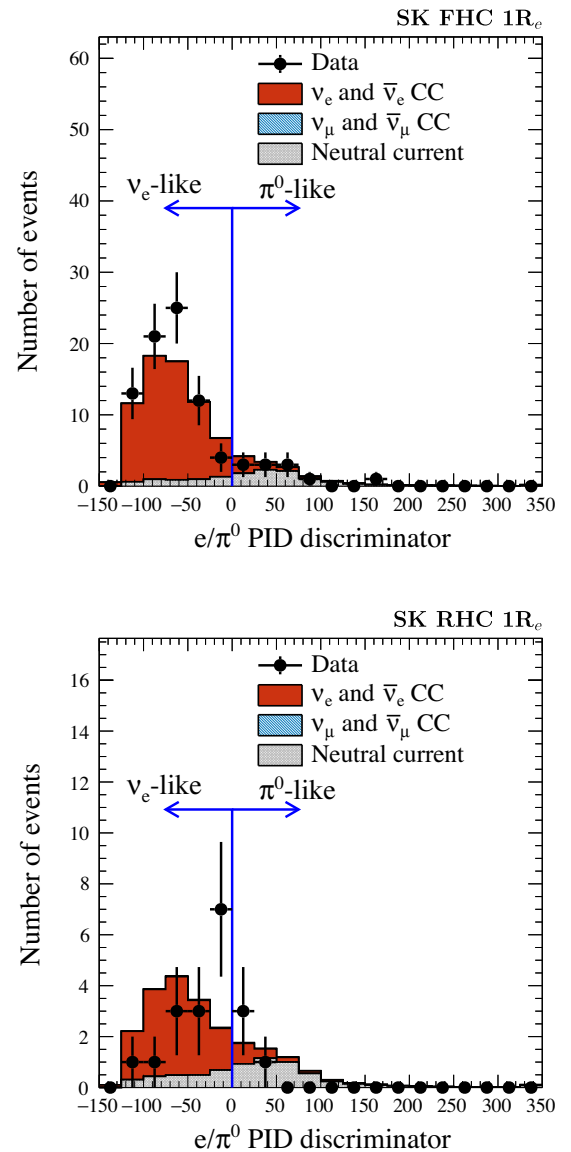 SK FHC 1Rₑ
Data
νₑ and ν̅ₑ CC
ν_μ and ν̅_μ CC
Neutral current
νₑ-like π⁰-like
Number of events
60
50
40
30
20
10
0
−150 −100 −50 0 50 100 150 200 250 300 350
e/π⁰ PID discriminator
SK RHC 1Rₑ
Data
νₑ and ν̅ₑ CC
ν_μ and ν̅_μ CC
Neutral current
νₑ-like π⁰-like
Number of events
16
14
12
10
8
6
4
2
0
−150 −100 −50 0 50 100 150 200 250 300 350
e/π⁰ PID discriminator